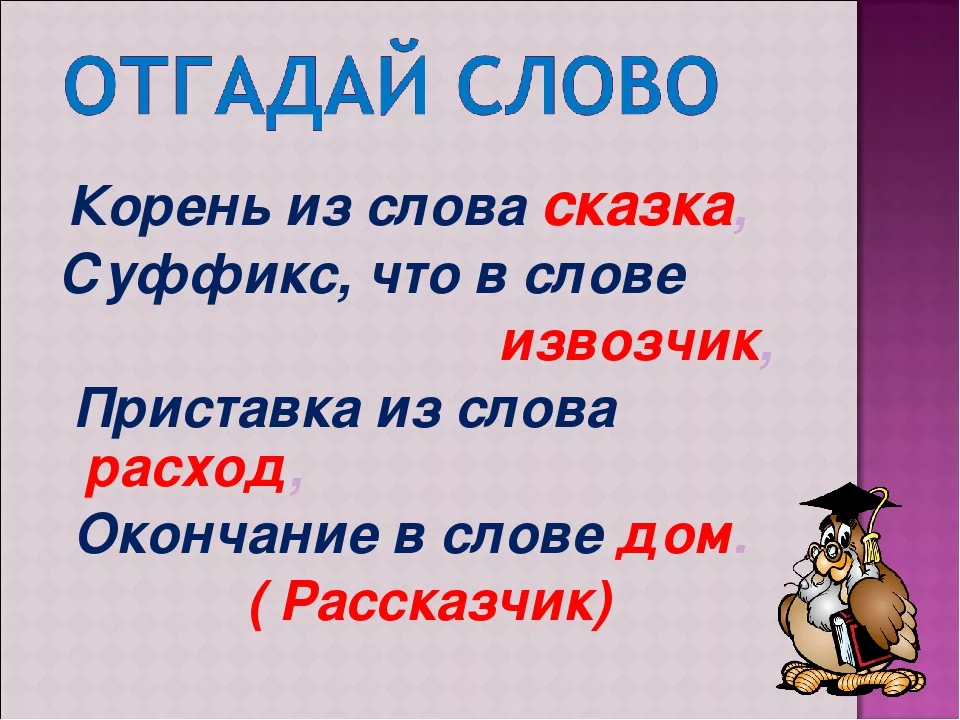 ОТГАДАЙ СЛОВО
Корень из слова сказка,
Суффикс, что в слове
извозчик,
Приставка из слова
расход,
Окончание в слове дом.
( Рассказчик)